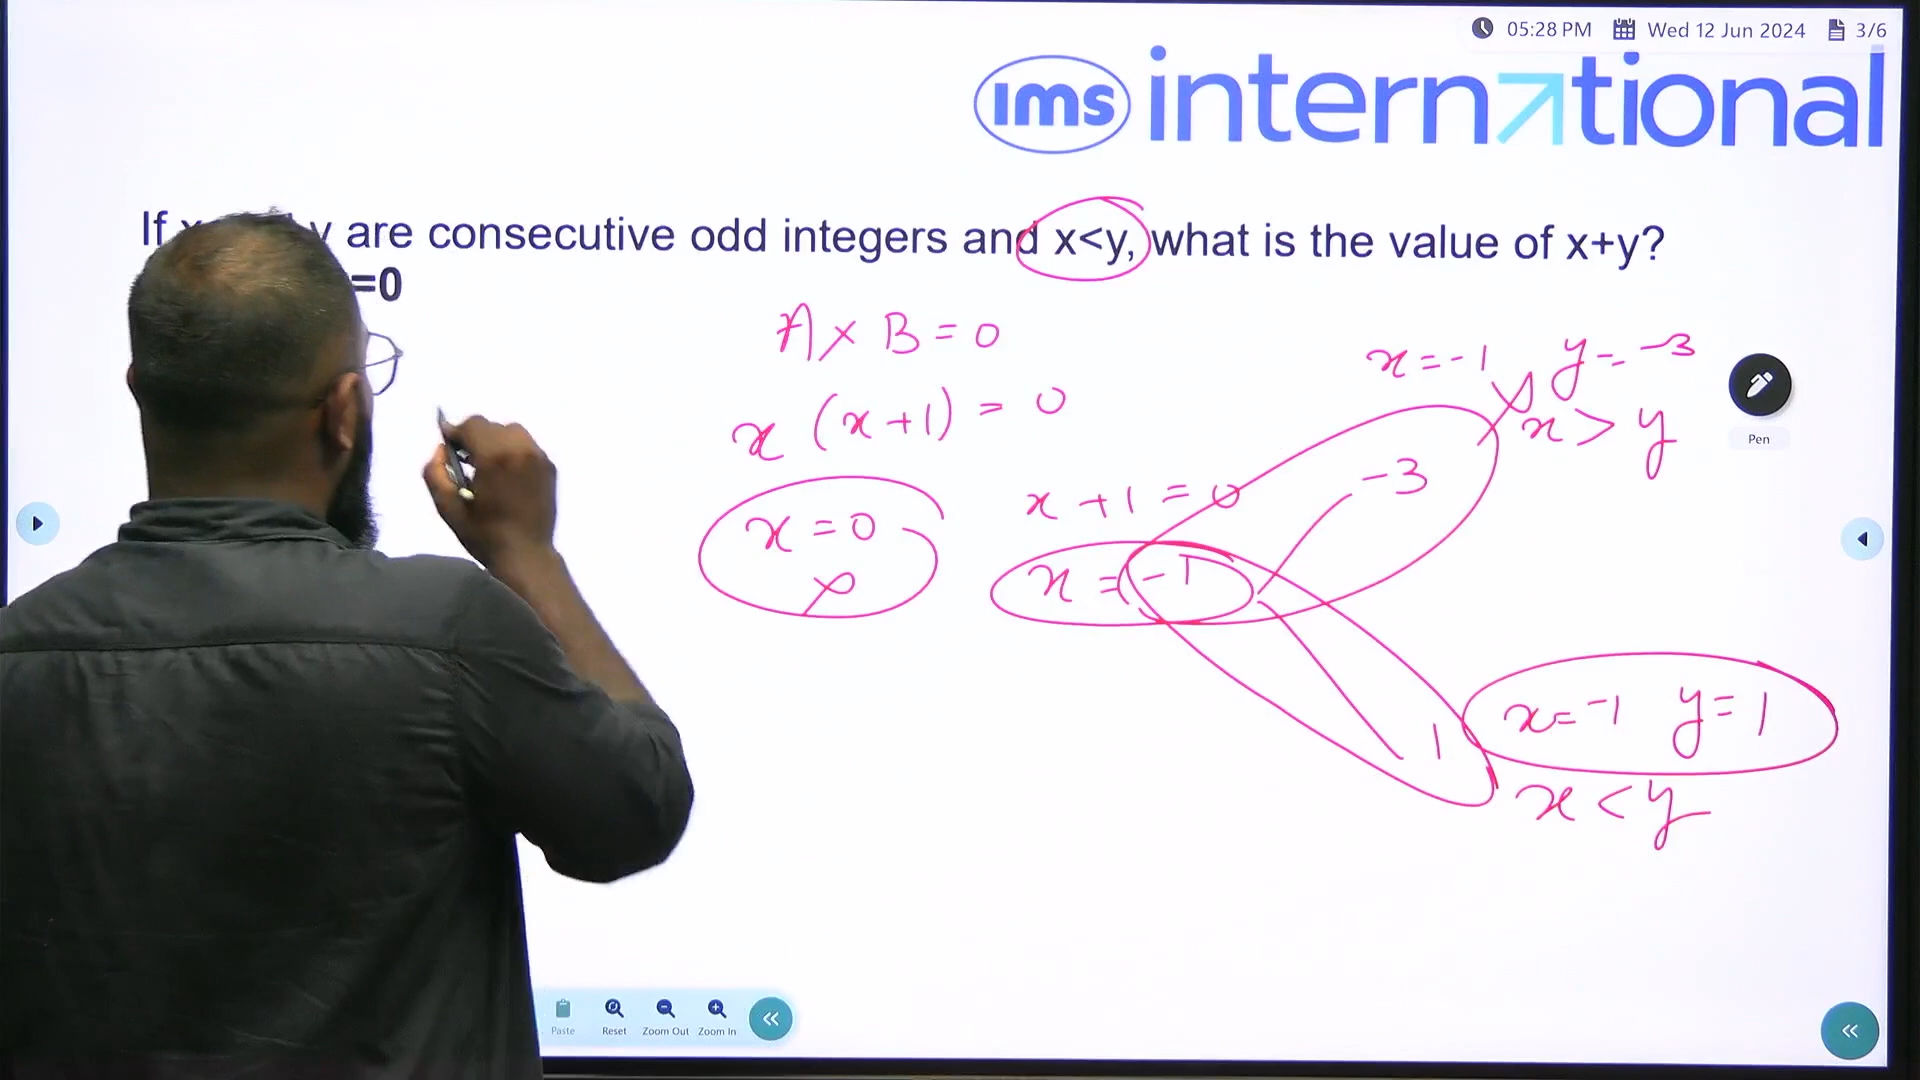 05:28 PM Wed 12 Jun 2024 3/6
ims international
If y are consecutive odd integers and x<y, what is the value of x+y?
=0
A × B = 0
x (x+1) = 0
x = 0
x + 1 = 0
x = -1
-3
x = -1 y = -3
x > y
Pen
1
x = -1 y = 1
x < y
Paste Reset Zoom Out Zoom In